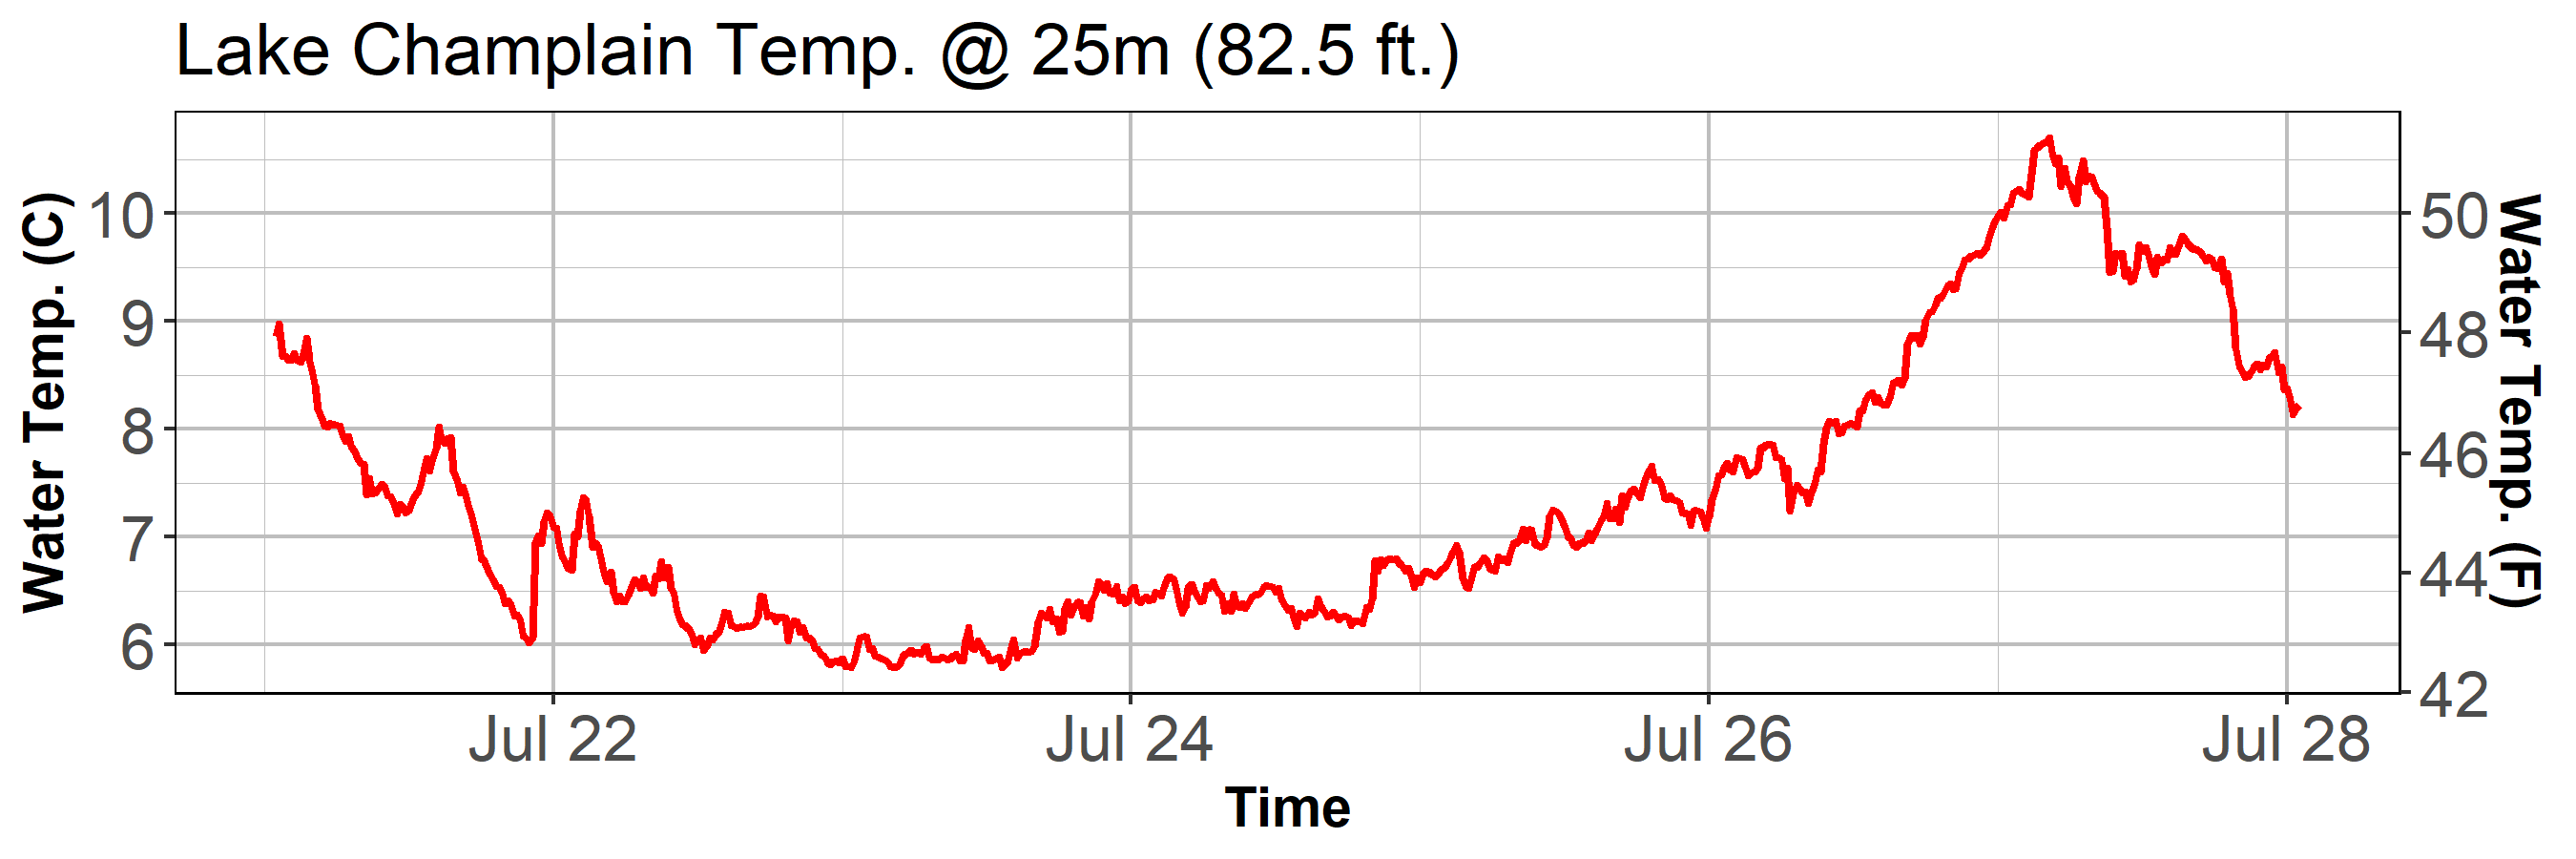 Lake Champlain Temp. @ 25m (82.5 ft.)
Water Temp. (C)
10
9
8
7
6
50
48
46
44
42
Water Temp. (F)
Jul 22
Jul 24
Jul 26
Jul 28
Time